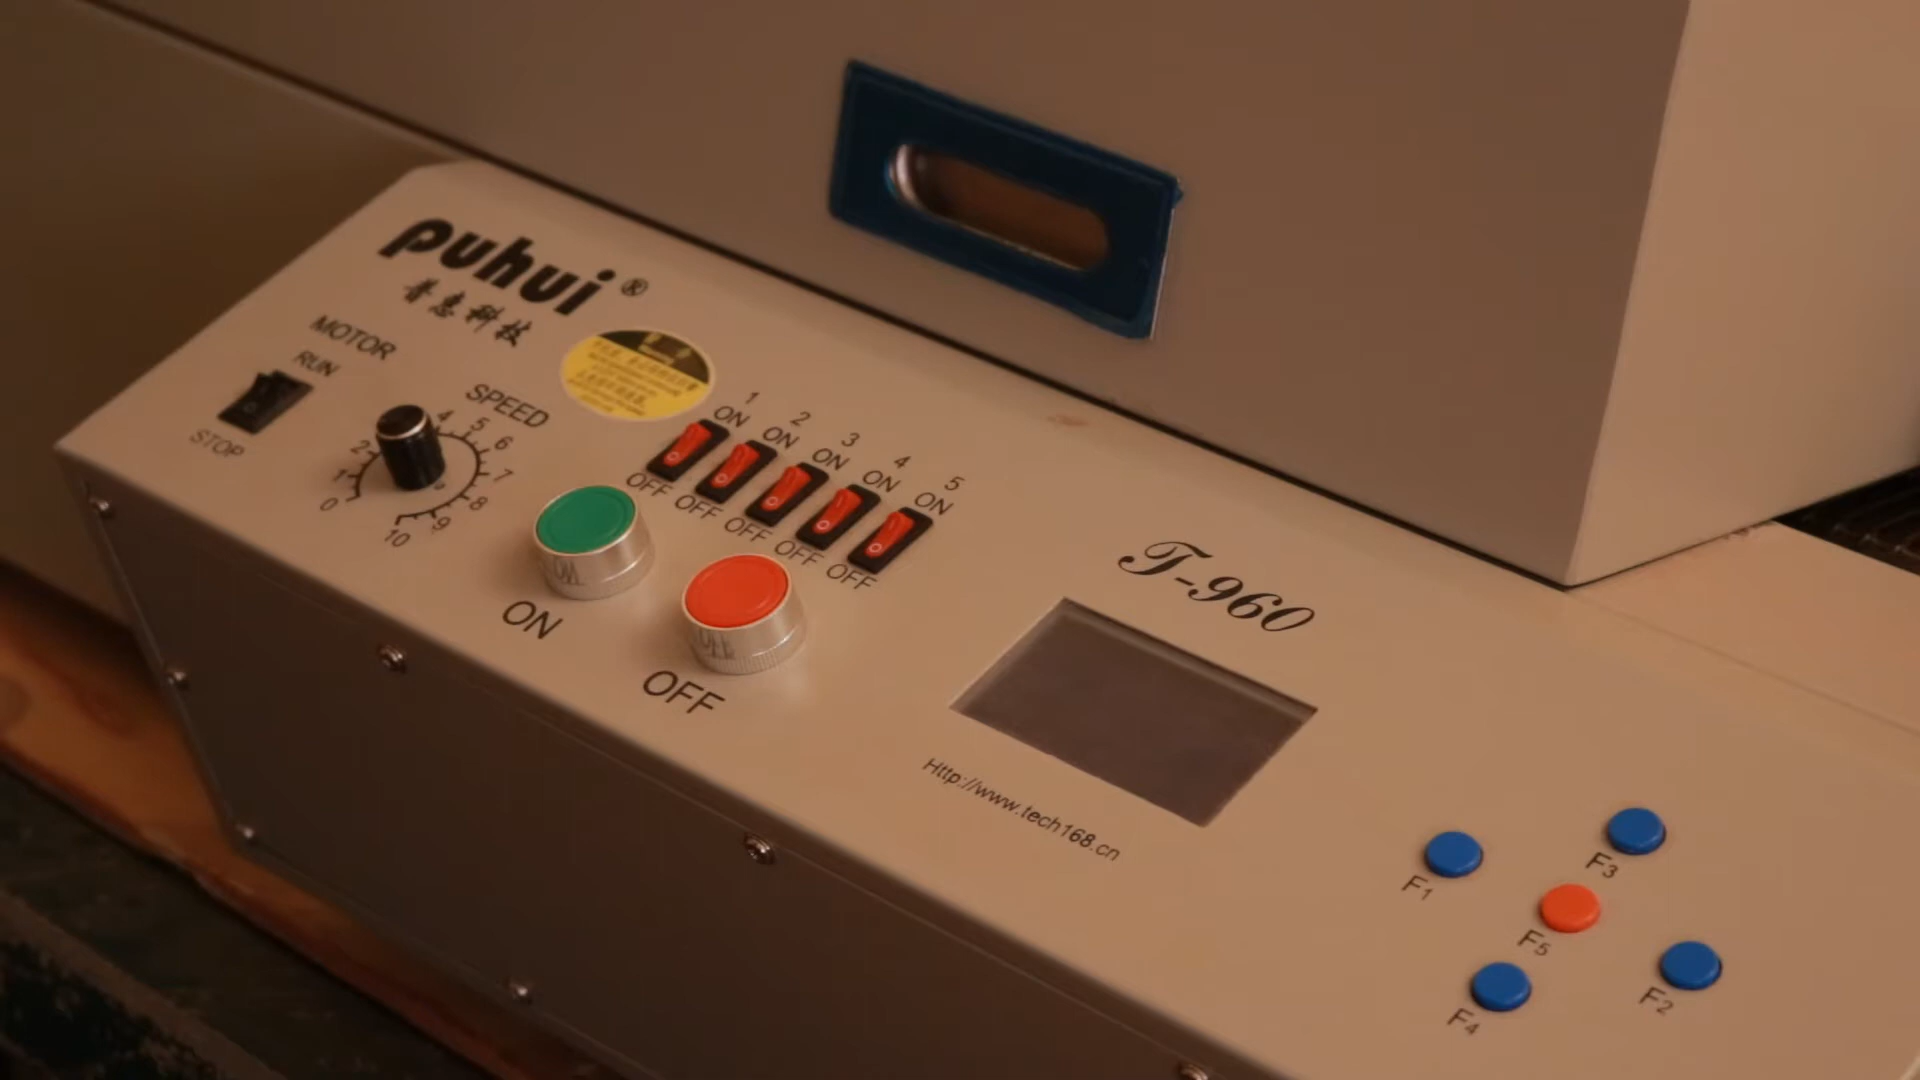 puhui®
普惠科技
MOTOR
RUN
STOP
SPEED
0 1 2 4 5 6 7 8 9 10
1 2 3 4 5
ON ON ON ON ON
OFF OFF OFF OFF OFF
ON
ON
OFF
OFF
T-960
Http://www.tech168.cn
F1
F3
F5
F4
F2